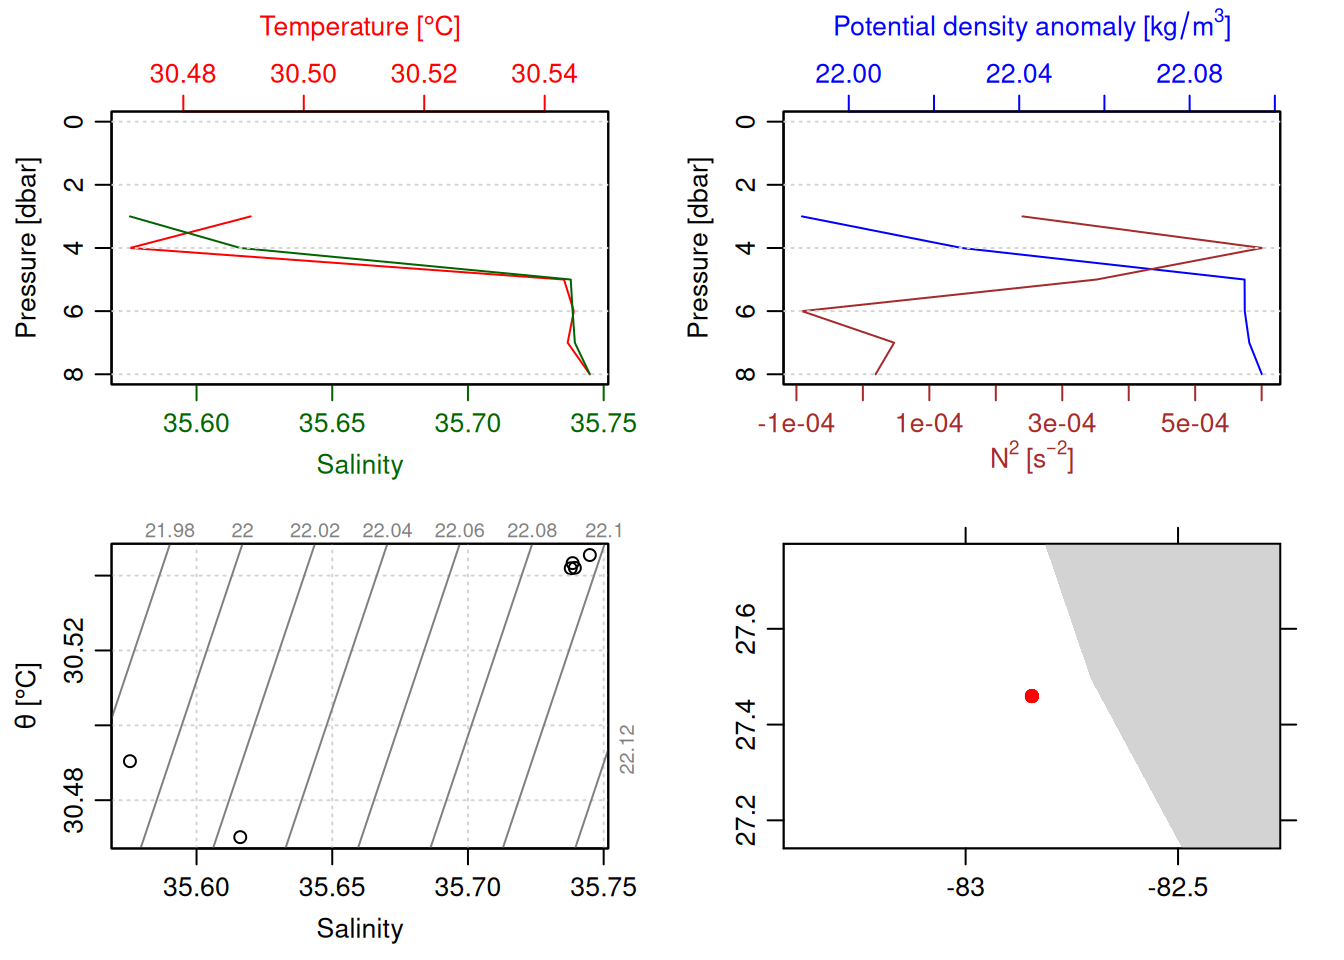 Temperature [°C]
30.48 30.50 30.52 30.54
Pressure [dbar]
0
2
4
6
8
35.60 35.65 35.70 35.75
Salinity
Potential density anomaly [kg/m³]
22.00 22.04 22.08
Pressure [dbar]
0
2
4
6
8
-1e-04 1e-04 3e-04 5e-04
N² [s⁻²]
21.98 22 22.02 22.04 22.06 22.08 22.1
22.12
θ [°C]
30.52
30.48
35.60 35.65 35.70 35.75
Salinity
27.6
27.4
27.2
-83 -82.5